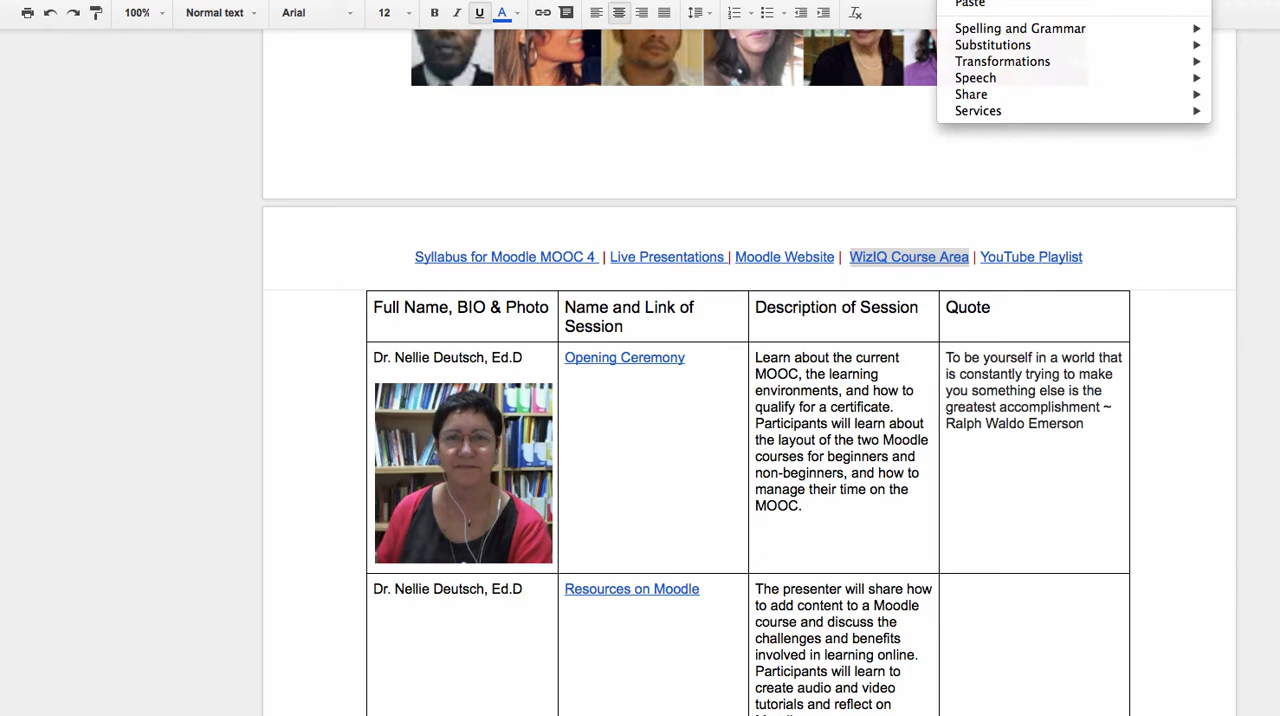 100% Normal text Arial 12 B I U A
Paste
Spelling and Grammar
Substitutions
Transformations
Speech
Share
Services
Syllabus for Moodle MOOC 4 | Live Presentations | Moodle Website | WizIQ Course Area | YouTube Playlist
Full Name, BIO & Photo
Name and Link of
Session
Description of Session
Quote
Dr. Nellie Deutsch, Ed.D
Opening Ceremony
Learn about the current
MOOC, the learning
environments, and how to
qualify for a certificate.
Participants will learn about
the layout of the two Moodle
courses for beginners and
non-beginners, and how to
manage their time on the
MOOC.
To be yourself in a world that
is constantly trying to make
you something else is the
greatest accomplishment ~
Ralph Waldo Emerson
Dr. Nellie Deutsch, Ed.D
Resources on Moodle
The presenter will share how
to add content to a Moodle
course and discuss the
challenges and benefits
involved in learning online.
Participants will learn to
create audio and video
tutorials and reflect on